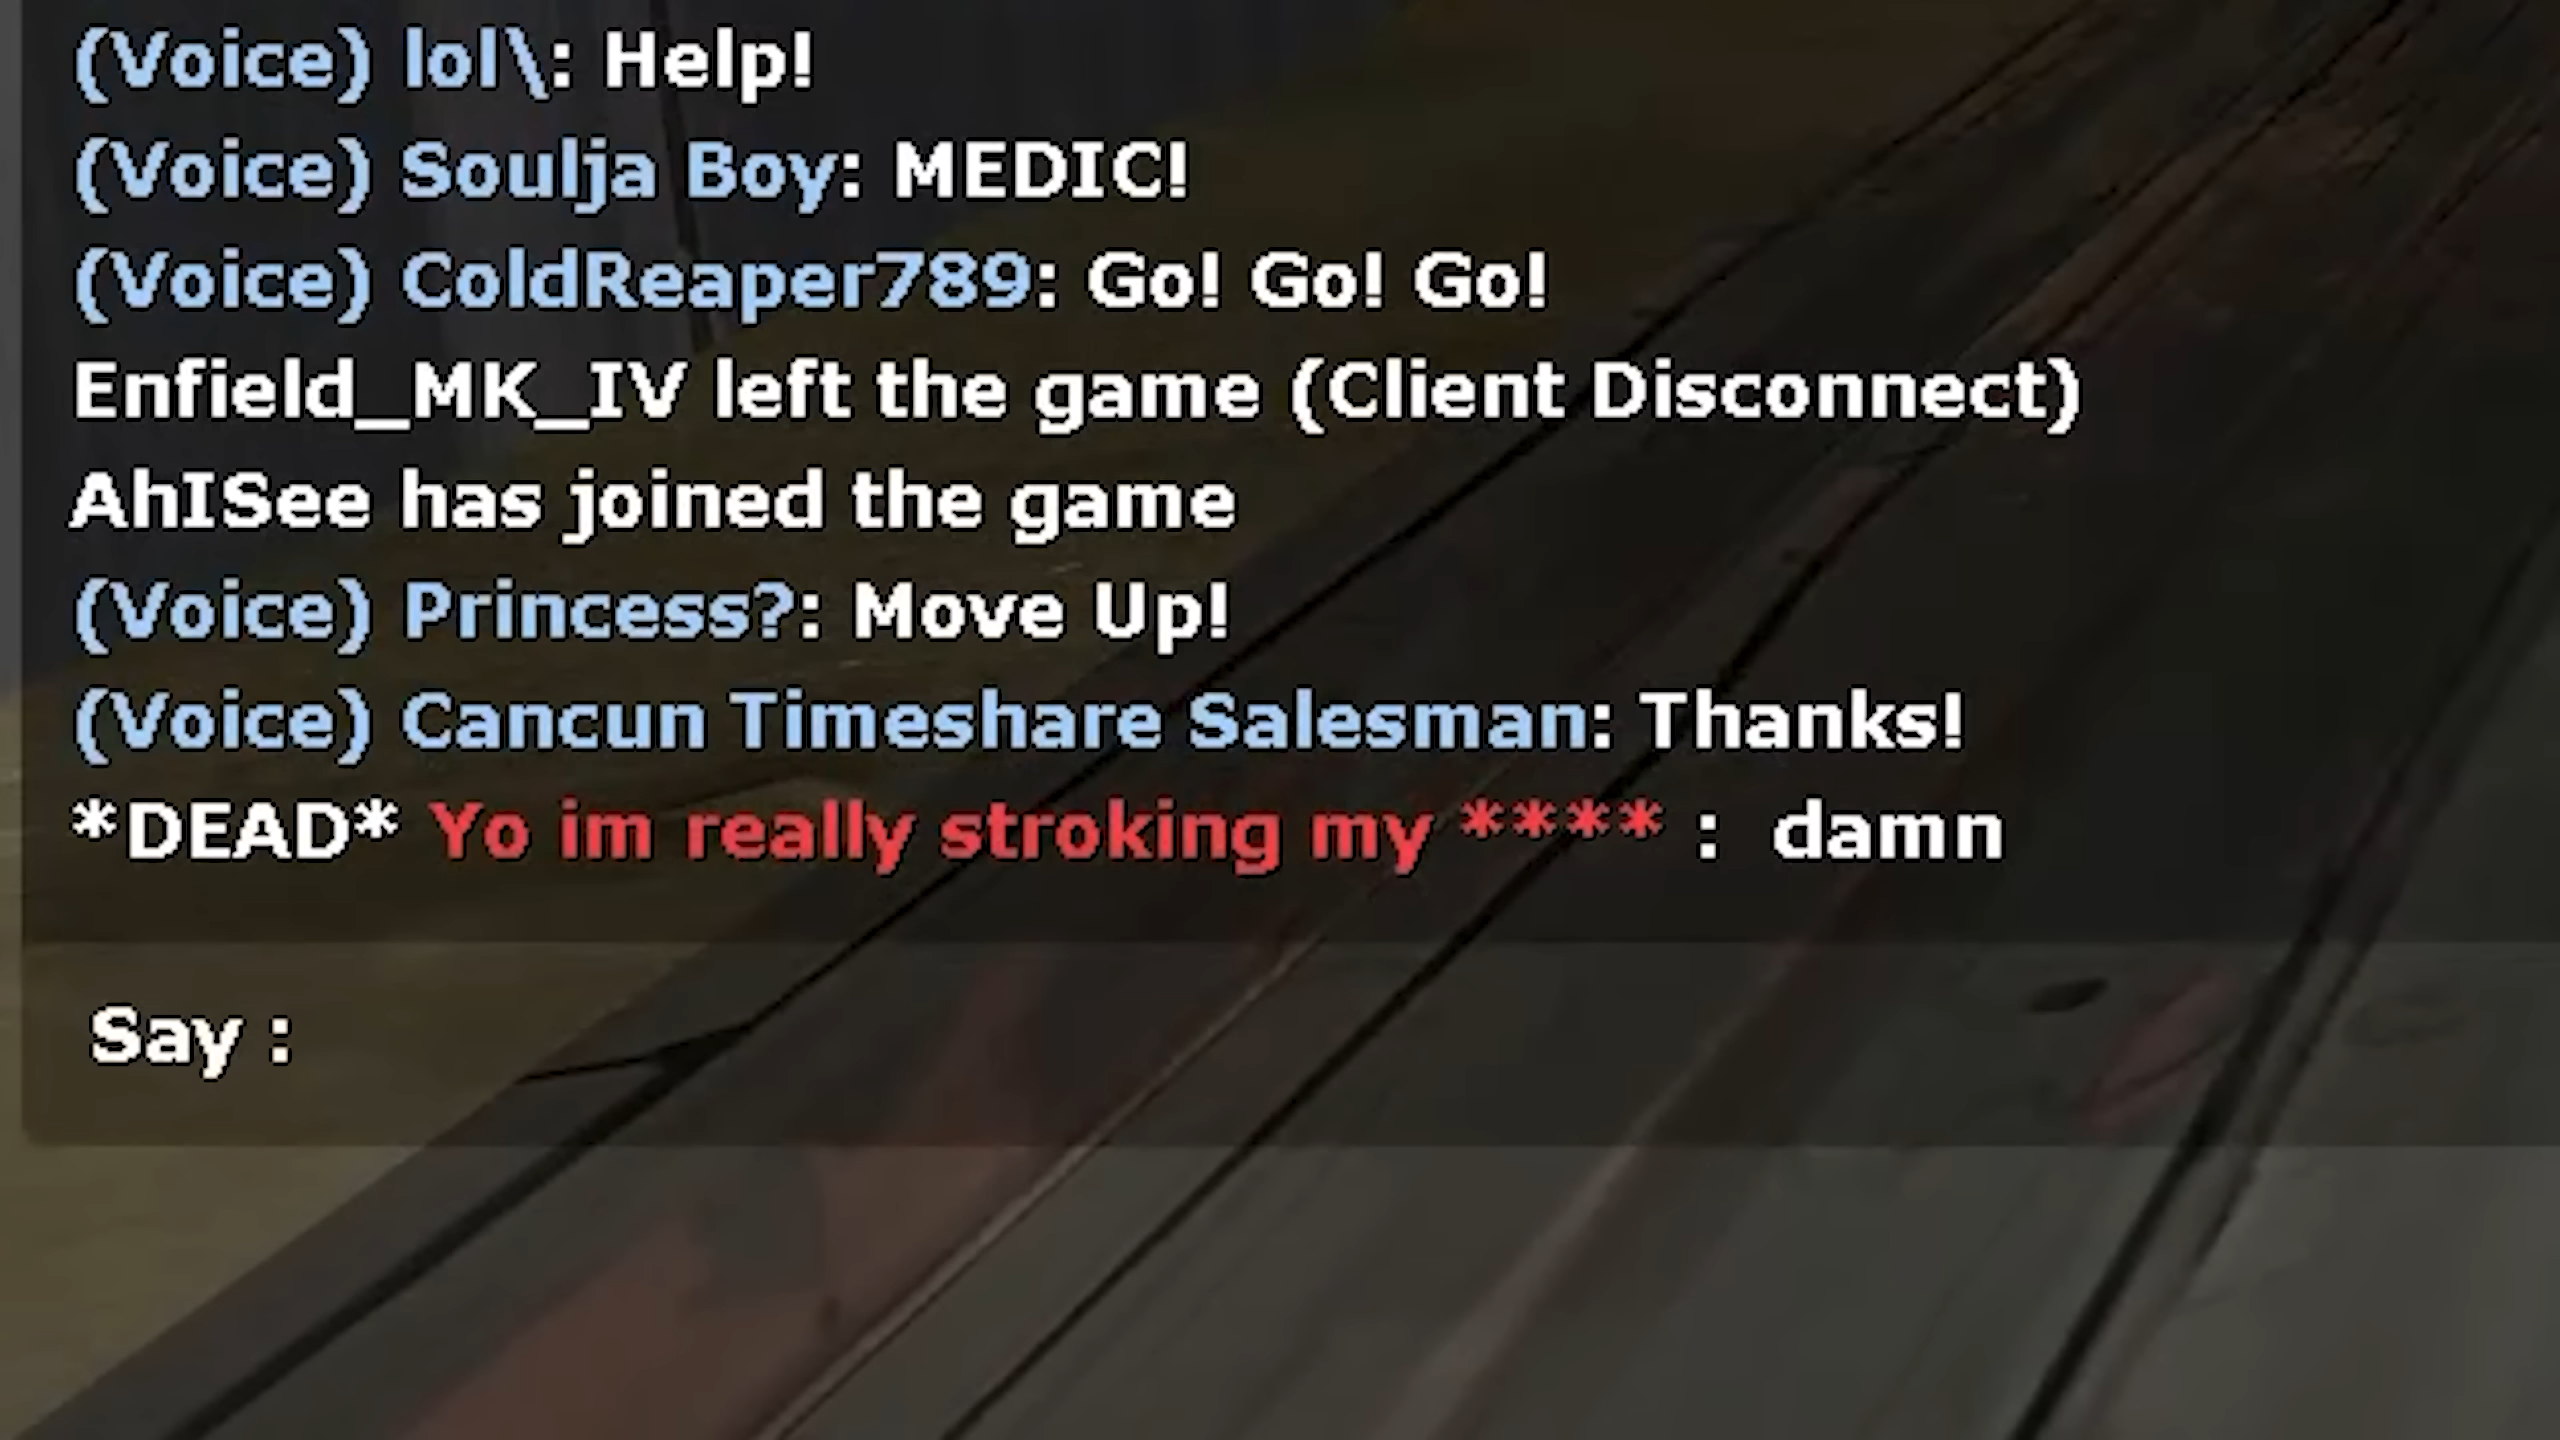 (Voice) lol\: Help!
(Voice) Soulja Boy: MEDIC!
(Voice) ColdReaper789: Go! Go! Go!
Enfield_MK_IV left the game (Client Disconnect)
AhISee has joined the game
(Voice) Princess?: Move Up!
(Voice) Cancun Timeshare Salesman: Thanks!
*DEAD* Yo im really stroking my **** :  damn
Say :